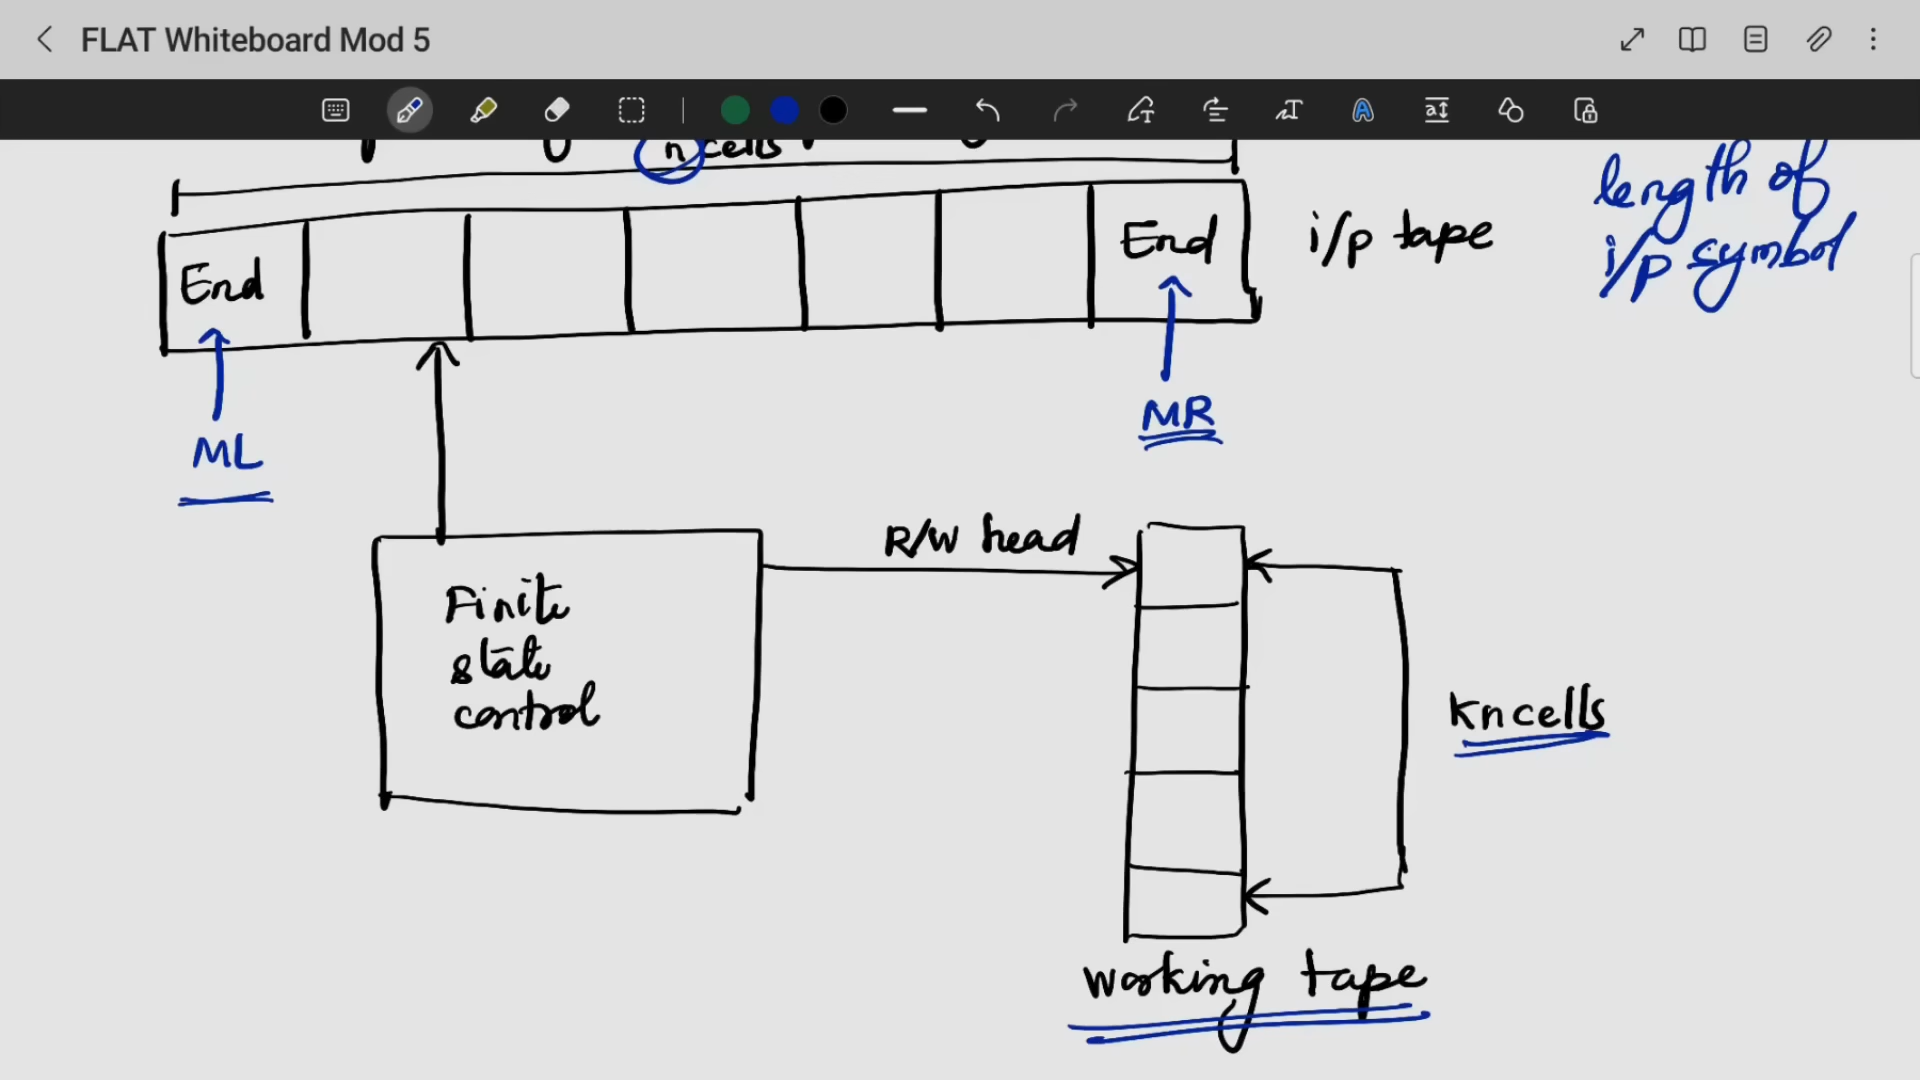 FLAT Whiteboard Mod 5
n cells
length of
i/p symbol
End
End
i/p tape
ML
MR
R/W head
Finite
state
control
Kn cells
working tape